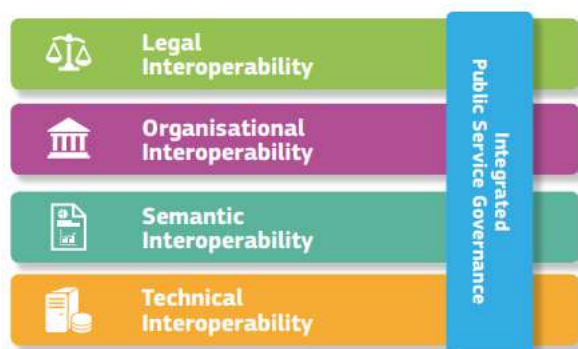 Legal
Interoperability
Organisational
Interoperability
Semantic
Interoperability
Technical
Interoperability
Integrated
Public Service Governance